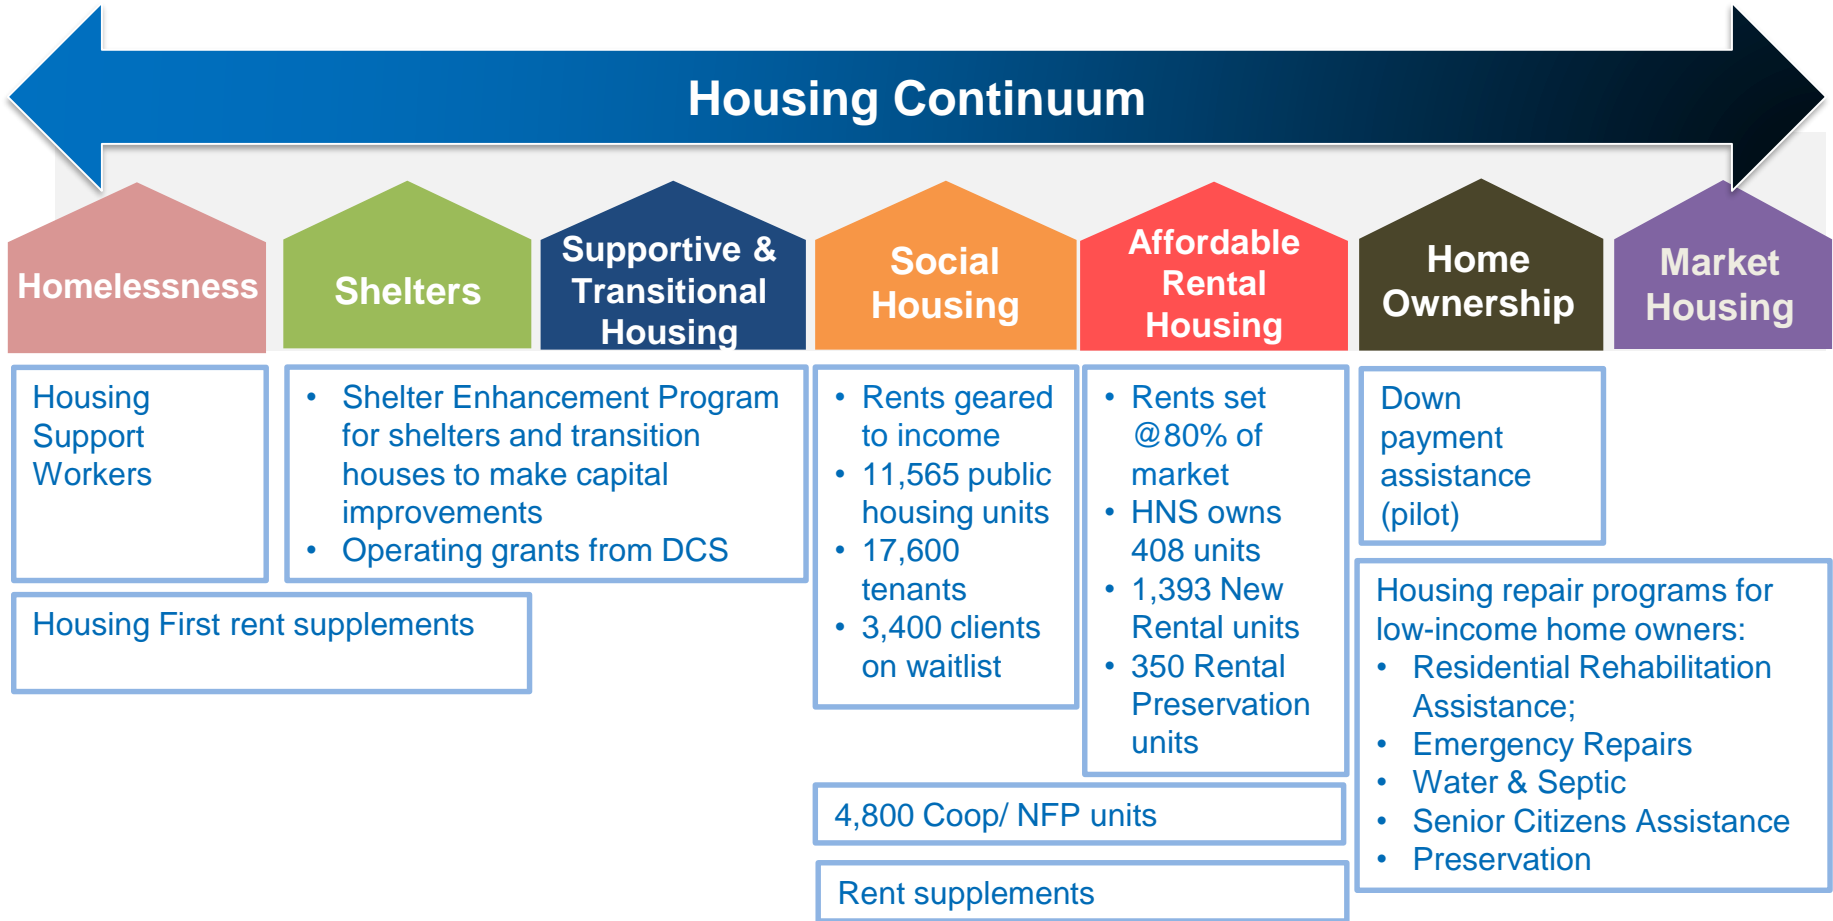 Housing Continuum
Homelessness
Shelters
Supportive &
Transitional
Housing
Social
Housing
Affordable
Rental
Housing
Home
Ownership
Market
Housing
Housing
Support
Workers
• Shelter Enhancement Program
for shelters and transition
houses to make capital
improvements
• Operating grants from DCS
Housing First rent supplements
• Rents geared
to income
• 11,565 public
housing units
• 17,600
tenants
• 3,400 clients
on waitlist
• Rents set
@80% of
market
• HNS owns
408 units
• 1,393 New
Rental units
• 350 Rental
Preservation
units
4,800 Coop/ NFP units
Rent supplements
Down
payment
assistance
(pilot)
Housing repair programs for
low-income home owners:
• Residential Rehabilitation
Assistance;
• Emergency Repairs
• Water & Septic
• Senior Citizens Assistance
• Preservation